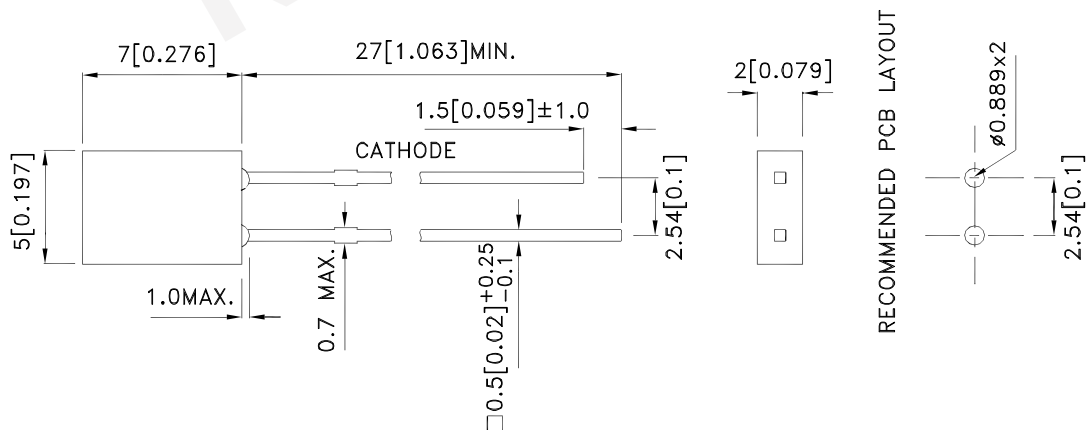 7[0.276]
27[1.063]MIN.
1.5[0.059]±1.0
CATHODE
5[0.197]
1.0MAX.
0.7 MAX.
□0.5[0.02]+0.25 -0.1
2.54[0.1]
2[0.079]
RECOMMENDED PCB LAYOUT
ø0.889x2
2.54[0.1]